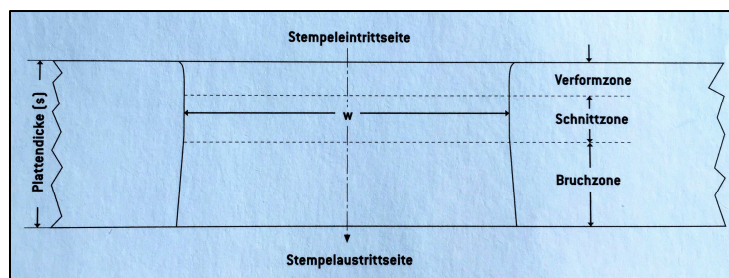 Stempeleintrittseite
Verformzone
Plattendicke (s)
w
Schnittzone
Bruchzone
Stempelaustrittseite